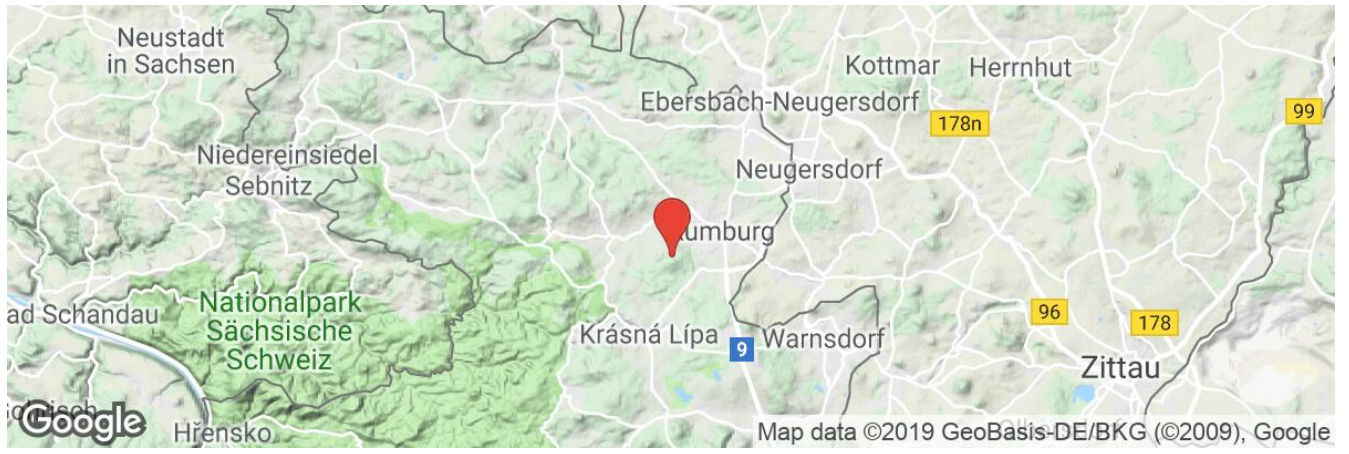 Neustadt
in Sachsen
Kottmar
Herrnhut
Ebersbach-Neugersdorf
178n
99
Niedereinsiedel
Sebnitz
Neugersdorf
umburg
Nationalpark
Sächsische
Schweiz
ad Schandau
Krásná Lípa
9
Warnsdorf
96
178
Zittau
Google
Hřensko
Map data ©2019 GeoBasis-DE/BKG (©2009), Google